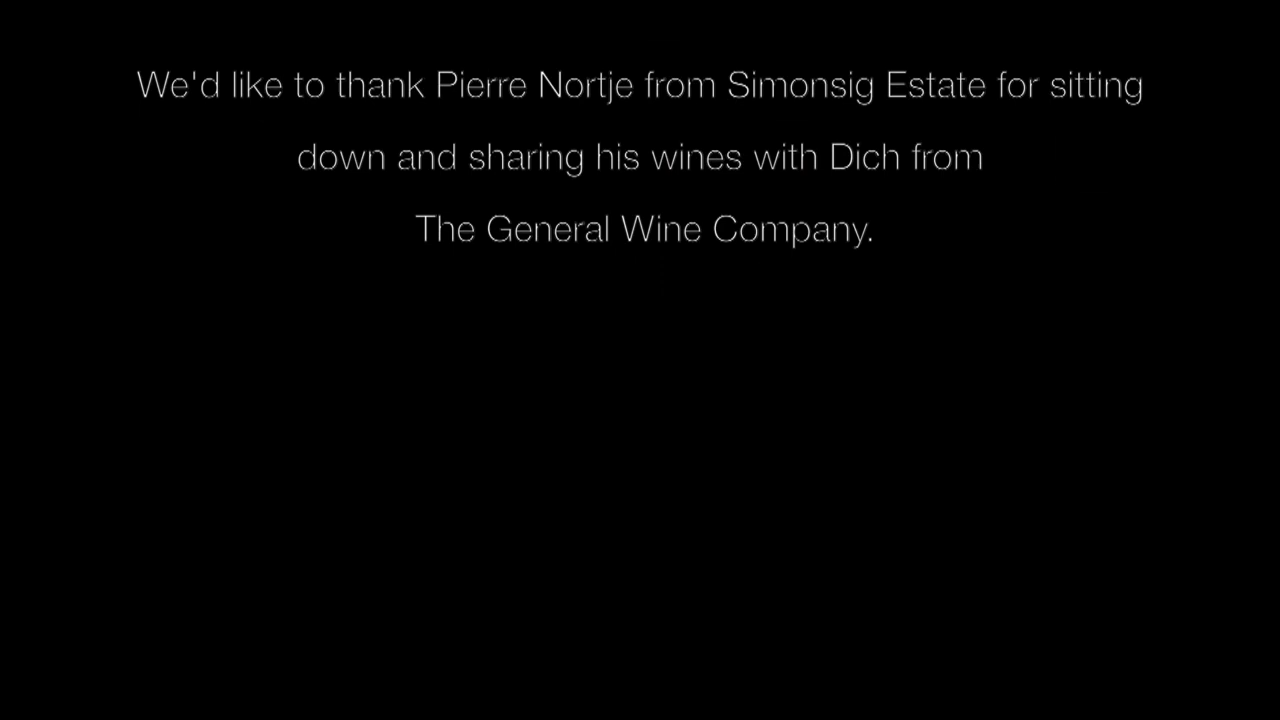 We'd like to thank Pierre Nortje from Simonsig Estate for sitting
down and sharing his wines with Dich from
The General Wine Company.